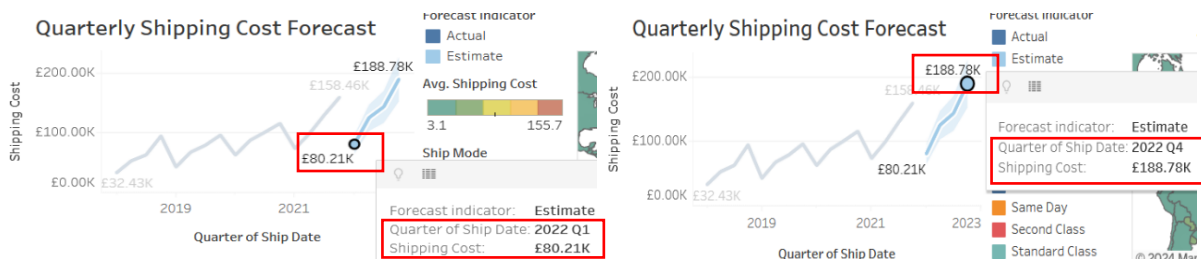 Quarterly Shipping Cost Forecast
Forecast indicator
Actual
Estimate
Avg. Shipping Cost
3.1 155.7
Ship Mode
Shipping Cost
£200.00K
£100.00K
£0.00K
£188.78K
£158.46K
£80.21K
£32.43K
2019 2021
Quarter of Ship Date
Forecast indicator: Estimate
Quarter of Ship Date: 2022 Q1
Shipping Cost: £80.21K
Quarterly Shipping Cost Forecast
Forecast indicator
Actual
Estimate
Shipping Cost
£200.00K
£100.00K
£0.00K
£188.78K
£158.46K
£80.21K
£32.43K
2019 2021 2023
Quarter of Ship Date
Forecast indicator: Estimate
Quarter of Ship Date: 2022 Q4
Shipping Cost: £188.78K
Same Day
Second Class
Standard Class
© 2024 Ma